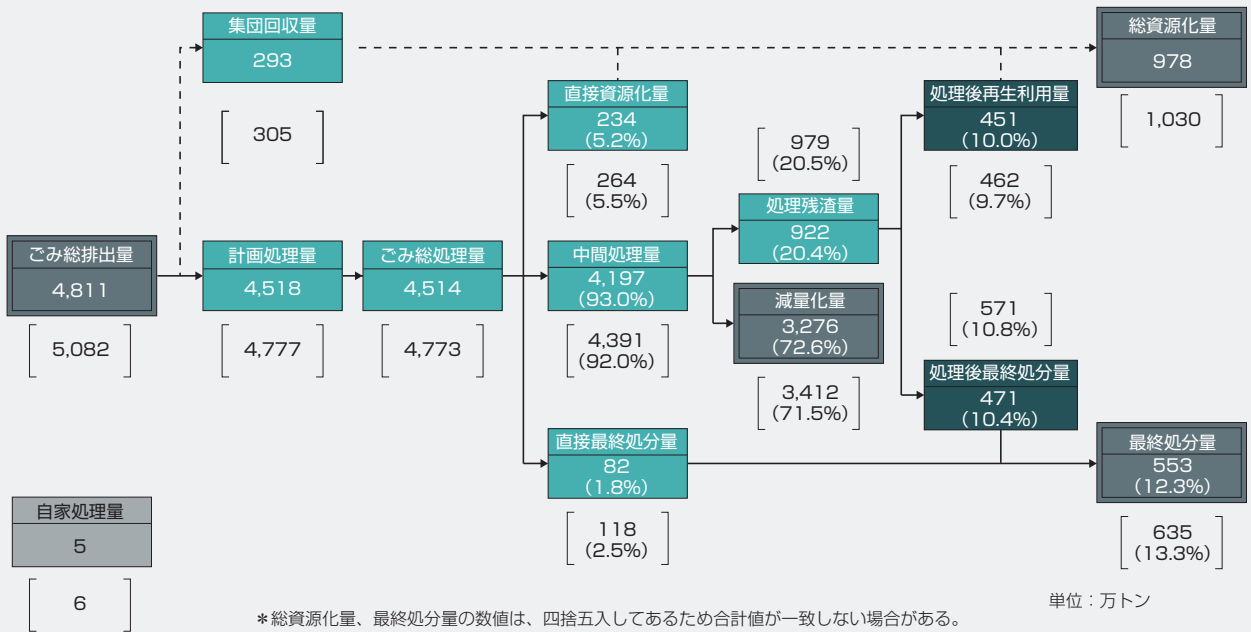 集団回収量
293
305
総資源化量
978
1,030
直接資源化量
234
(5.2%)
264
(5.5%)
979
(20.5%)
処理後再生利用量
451
(10.0%)
462
(9.7%)
ごみ総排出量
4,811
5,082
計画処理量
4,518
4,777
ごみ総処理量
4,514
4,773
中間処理量
4,197
(93.0%)
4,391
(92.0%)
処理残渣量
922
(20.4%)
減量化量
3,276
(72.6%)
3,412
(71.5%)
571
(10.8%)
処理後最終処分量
471
(10.4%)
直接最終処分量
82
(1.8%)
118
(2.5%)
最終処分量
553
(12.3%)
635
(13.3%)
自家処理量
5
6
単位：万トン
＊総資源化量、最終処分量の数値は、四捨五入してあるため合計値が一致しない場合がある。